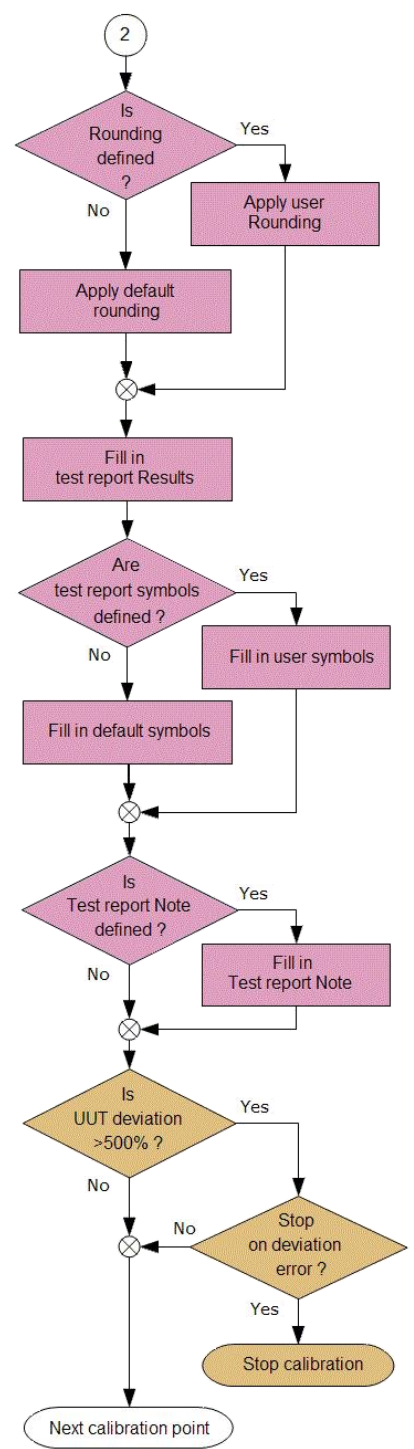 2
Is
Rounding
defined
?
Yes
No
Apply user
Rounding
Apply default
rounding
Fill in
test report Results
Are
test report symbols
defined ?
Yes
No
Fill in user symbols
Fill in default symbols
Is
Test report Note
defined ?
Yes
No
Fill in
Test report Note
Is
UUT deviation
>500% ?
Yes
No
Stop
on deviation
error ?
No
Yes
Stop calibration
Next calibration point